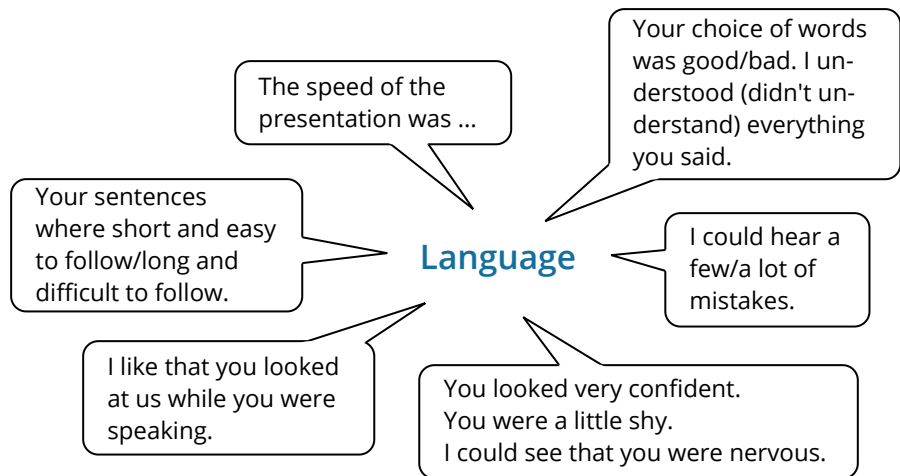 Your choice of words
was good/bad. I un-
derstood (didn't un-
derstand) everything
you said.
The speed of the
presentation was ...
Your sentences
where short and easy
to follow/long and
difficult to follow.
Language
I could hear a
few/a lot of
mistakes.
I like that you looked
at us while you were
speaking.
You looked very confident.
You were a little shy.
I could see that you were nervous.